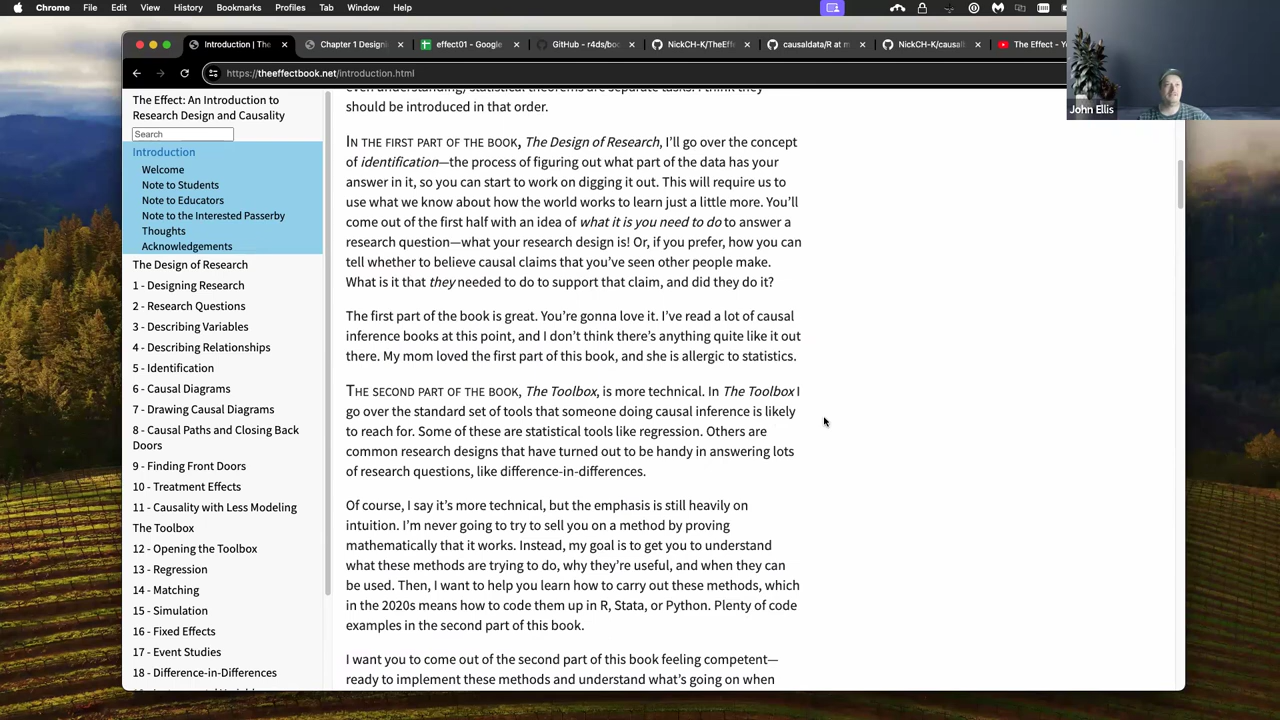 Chrome File Edit View History Bookmarks Profiles Tab Window Help
Introduction | The
Chapter 1 Designi
effect01 - Google
GitHub - r4ds/boo
NickCH-K/TheEff
causaldata/R at m
NickCH-K/causal
The Effect - Y
https://theeffectbook.net/introduction.html
John Ellis
The Effect: An Introduction to
Research Design and Causality
Search
Introduction
Welcome
Note to Students
Note to Educators
Note to the Interested Passerby
Thoughts
Acknowledgements
The Design of Research
1 - Designing Research
2 - Research Questions
3 - Describing Variables
4 - Describing Relationships
5 - Identification
6 - Causal Diagrams
7 - Drawing Causal Diagrams
8 - Causal Paths and Closing Back
Doors
9 - Finding Front Doors
10 - Treatment Effects
11 - Causality with Less Modeling
The Toolbox
12 - Opening the Toolbox
13 - Regression
14 - Matching
15 - Simulation
16 - Fixed Effects
17 - Event Studies
18 - Difference-in-Differences
even understanding) statistical theorems are separate tasks. I think they
should be introduced in that order.
IN THE FIRST PART OF THE BOOK, The Design of Research, I’ll go over the concept
of identification—the process of figuring out what part of the data has your
answer in it, so you can start to work on digging it out. This will require us to
use what we know about how the world works to learn just a little more. You’ll
come out of the first half with an idea of what it is you need to do to answer a
research question—what your research design is! Or, if you prefer, how you can
tell whether to believe causal claims that you’ve seen other people make.
What is it that they needed to do to support that claim, and did they do it?
The first part of the book is great. You’re gonna love it. I’ve read a lot of causal
inference books at this point, and I don’t think there’s anything quite like it out
there. My mom loved the first part of this book, and she is allergic to statistics.
THE SECOND PART OF THE BOOK, The Toolbox, is more technical. In The Toolbox I
go over the standard set of tools that someone doing causal inference is likely
to reach for. Some of these are statistical tools like regression. Others are
common research designs that have turned out to be handy in answering lots
of research questions, like difference-in-differences.
Of course, I say it’s more technical, but the emphasis is still heavily on
intuition. I’m never going to try to sell you on a method by proving
mathematically that it works. Instead, my goal is to get you to understand
what these methods are trying to do, why they’re useful, and when they can
be used. Then, I want to help you learn how to carry out these methods, which
in the 2020s means how to code them up in R, Stata, or Python. Plenty of code
examples in the second part of this book.
I want you to come out of the second part of this book feeling competent—
ready to implement these methods and understand what’s going on when